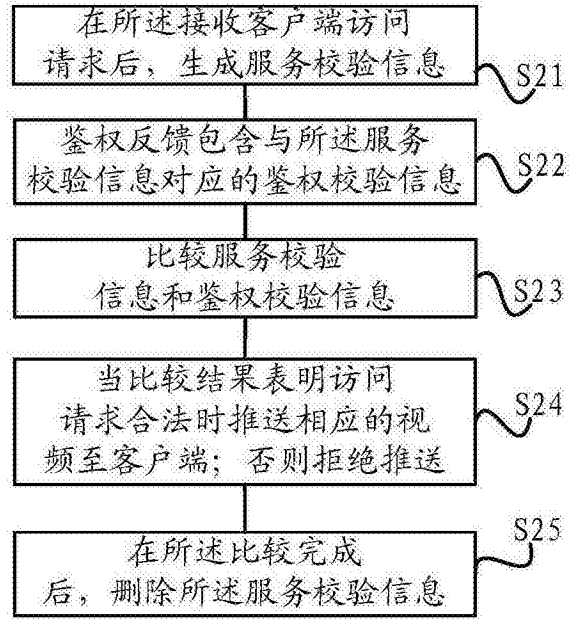 在所述接收客户端访问
请求后，生成服务校验信息
S21
鉴权反馈包含与所述服务
校验信息对应的鉴权校验信息
S22
比较服务校验
信息和鉴权校验信息
S23
当比较结果表明访问
请求合法时推送相应的视
频至客户端；否则拒绝推送
S24
在所述比较完成
后，删除所述服务校验信息
S25